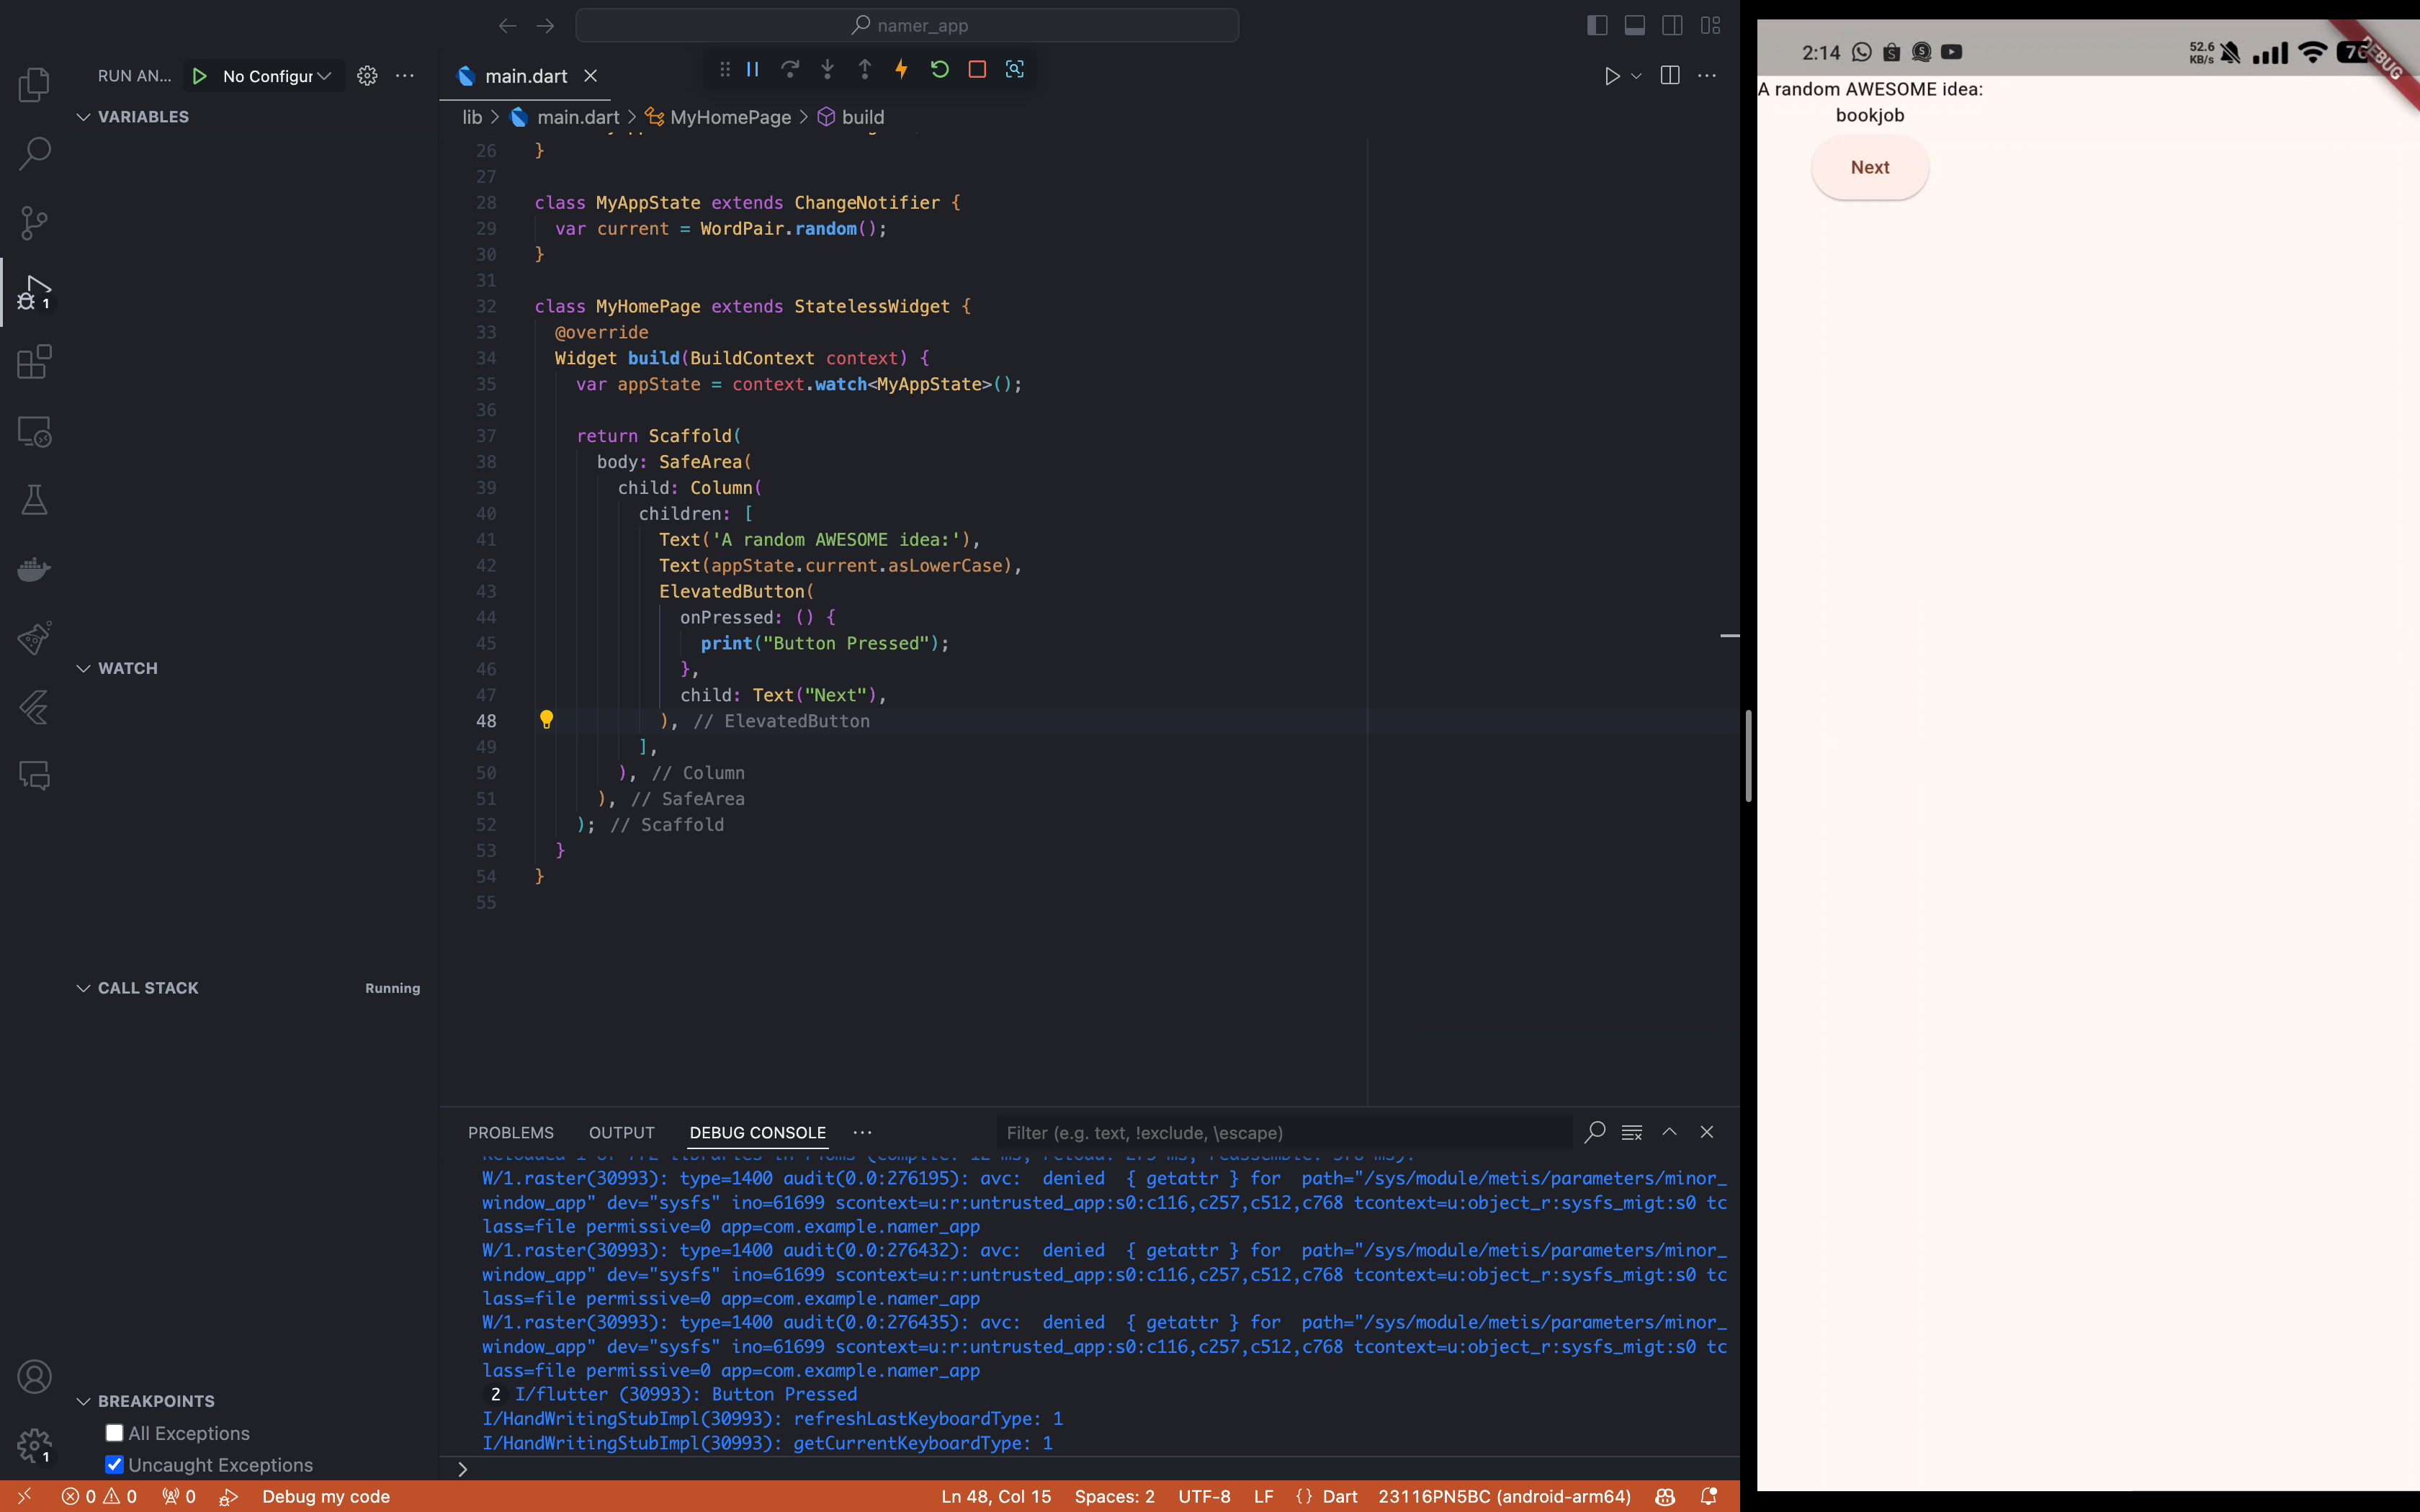 namer_app
RUN AN... No Configur
VARIABLES
WATCH
CALL STACK Running
BREAKPOINTS
All Exceptions
Uncaught Exceptions
1
1
main.dart
lib > main.dart > MyHomePage > build
26 }
27
28 class MyAppState extends ChangeNotifier {
29 var current = WordPair.random();
30 }
31
32 class MyHomePage extends StatelessWidget {
33 @override
34 Widget build(BuildContext context) {
35 var appState = context.watch<MyAppState>();
36
37 return Scaffold(
38 body: SafeArea(
39 child: Column(
40 children: [
41 Text('A random AWESOME idea:'),
42 Text(appState.current.asLowerCase),
43 ElevatedButton(
44 onPressed: () {
45 print("Button Pressed");
46 },
47 child: Text("Next"),
48 ), // ElevatedButton
49 ],
50 ), // Column
51 ), // SafeArea
52 ); // Scaffold
53 }
54 }
55
PROBLEMS OUTPUT DEBUG CONSOLE ··· Filter (e.g. text, !exclude, \escape)
W/1.raster(30993): type=1400 audit(0.0:276195): avc: denied { getattr } for path="/sys/module/metis/parameters/minor_
window_app" dev="sysfs" ino=61699 scontext=u:r:untrusted_app:s0:c116,c257,c512,c768 tcontext=u:object_r:sysfs_migt:s0 tc
lass=file permissive=0 app=com.example.namer_app
W/1.raster(30993): type=1400 audit(0.0:276432): avc: denied { getattr } for path="/sys/module/metis/parameters/minor_
window_app" dev="sysfs" ino=61699 scontext=u:r:untrusted_app:s0:c116,c257,c512,c768 tcontext=u:object_r:sysfs_migt:s0 tc
lass=file permissive=0 app=com.example.namer_app
W/1.raster(30993): type=1400 audit(0.0:276435): avc: denied { getattr } for path="/sys/module/metis/parameters/minor_
window_app" dev="sysfs" ino=61699 scontext=u:r:untrusted_app:s0:c116,c257,c512,c768 tcontext=u:object_r:sysfs_migt:s0 tc
lass=file permissive=0 app=com.example.namer_app
2 I/flutter (30993): Button Pressed
I/HandWritingStubImpl(30993): refreshLastKeyboardType: 1
I/HandWritingStubImpl(30993): getCurrentKeyboardType: 1
0 0 0 Debug my code Ln 48, Col 15 Spaces: 2 UTF-8 LF {} Dart 23116PN5BC (android-arm64)
2:14 52.6 KB/s
DEBUG
A random AWESOME idea:
bookjob
Next